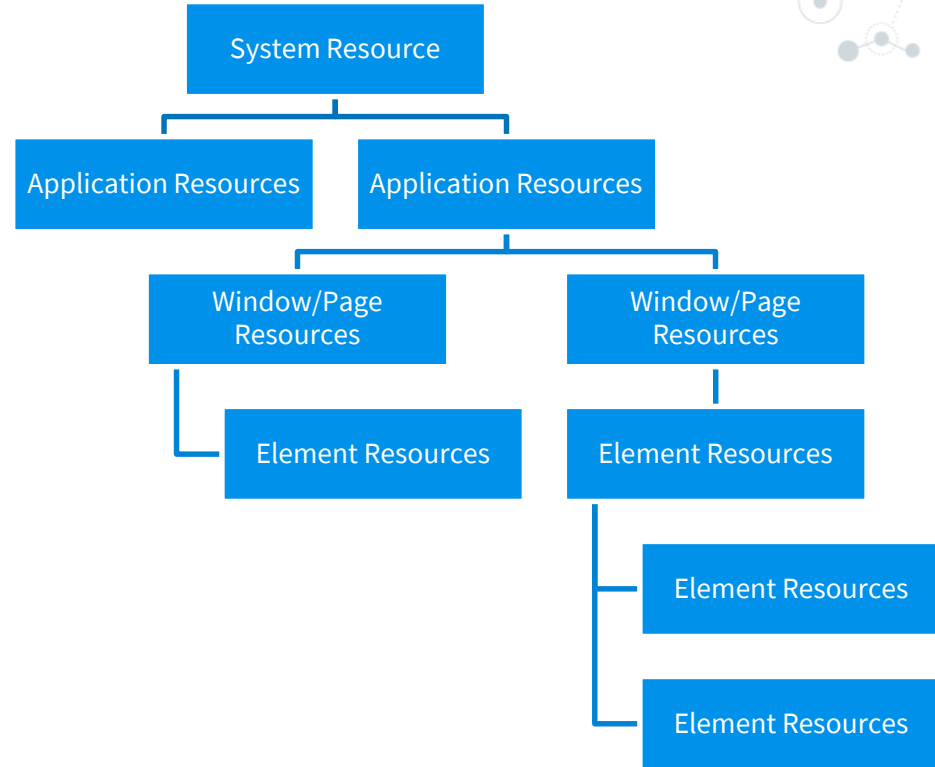 System Resource
Application Resources
Application Resources
Window/Page
Resources
Window/Page
Resources
Element Resources
Element Resources
Element Resources
Element Resources